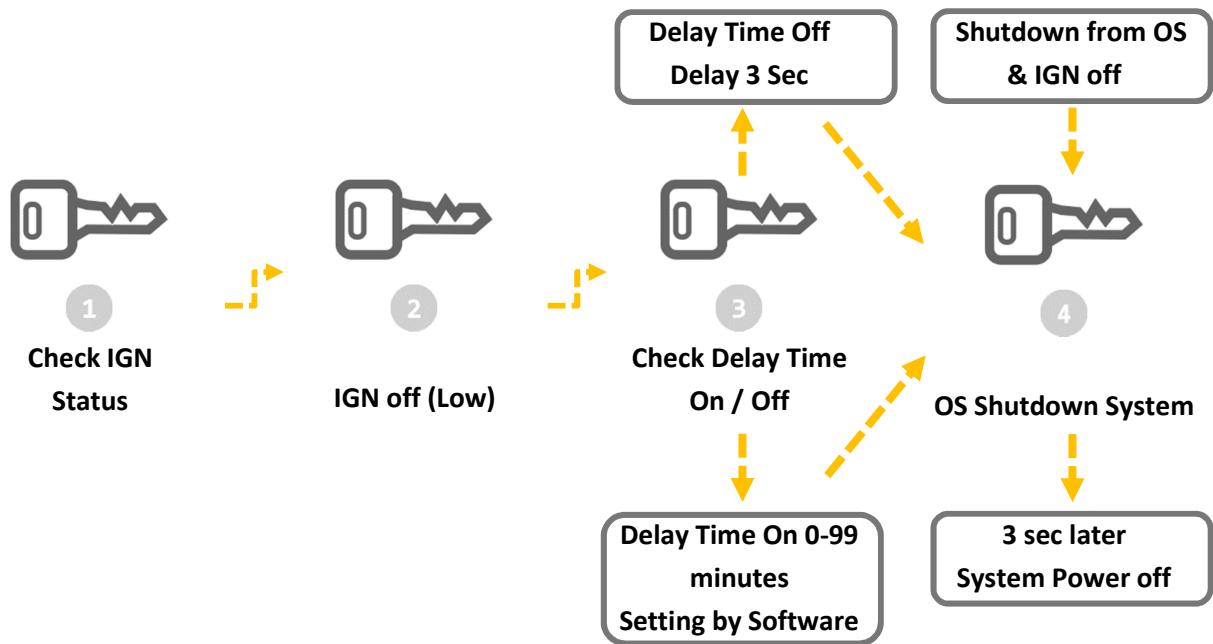 Delay Time Off
Delay 3 Sec
Shutdown from OS
& IGN off
1
2
3
4
Check IGN
Status
IGN off (Low)
Check Delay Time
On / Off
OS Shutdown System
Delay Time On 0-99
minutes
Setting by Software
3 sec later
System Power off